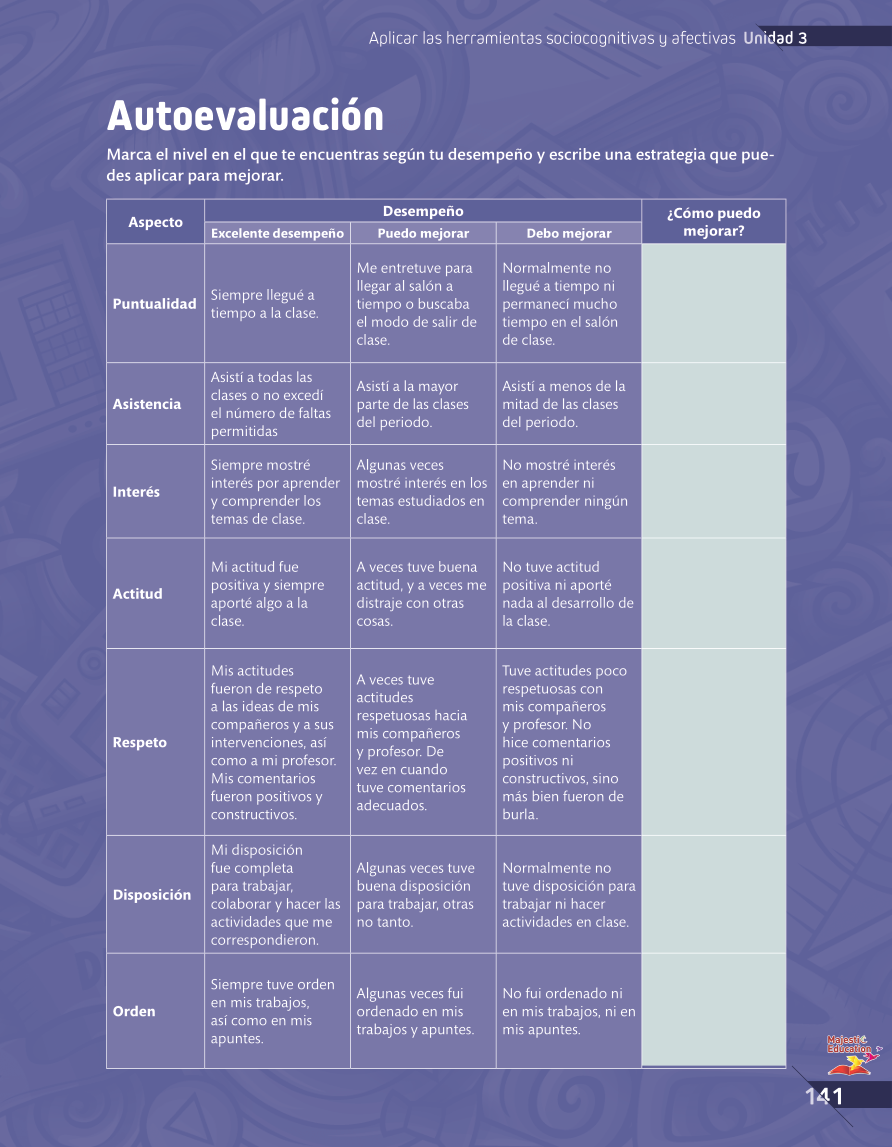 Aplicar las herramientas sociocognitivas y afectivas Unidad 3
Autoevaluación
Marca el nivel en el que te encuentras según tu desempeño y escribe una estrategia que pue-
des aplicar para mejorar.
Aspecto
Desempeño
¿Cómo puedo
mejorar?
Excelente desempeño
Puedo mejorar
Debo mejorar
Puntualidad
Siempre llegué a
tiempo a la clase.
Me entretuve para
llegar al salón a
tiempo o buscaba
el modo de salir de
clase.
Normalmente no
llegué a tiempo ni
permanecí mucho
tiempo en el salón
de clase.
Asistencia
Asistí a todas las
clases o no excedí
el número de faltas
permitidas
Asistí a la mayor
parte de las clases
del periodo.
Asistí a menos de la
mitad de las clases
del periodo.
Interés
Siempre mostré
interés por aprender
y comprender los
temas de clase.
Algunas veces
mostré interés en los
temas estudiados en
clase.
No mostré interés
en aprender ni
comprender ningún
tema.
Actitud
Mi actitud fue
positiva y siempre
aporté algo a la
clase.
A veces tuve buena
actitud, y a veces me
distraje con otras
cosas.
No tuve actitud
positiva ni aporté
nada al desarrollo de
la clase.
Respeto
Mis actitudes
fueron de respeto
a las ideas de mis
compañeros y a sus
intervenciones, así
como a mi profesor.
Mis comentarios
fueron positivos y
constructivos.
A veces tuve
actitudes
respetuosas hacia
mis compañeros
y profesor. De
vez en cuando
tuve comentarios
adecuados.
Tuve actitudes poco
respetuosas con
mis compañeros
y profesor. No
hice comentarios
positivos ni
constructivos, sino
más bien fueron de
burla.
Disposición
Mi disposición
fue completa
para trabajar,
colaborar y hacer las
actividades que me
correspondieron.
Algunas veces tuve
buena disposición
para trabajar, otras
no tanto.
Normalmente no
tuve disposición para
trabajar ni hacer
actividades en clase.
Orden
Siempre tuve orden
en mis trabajos,
así como en mis
apuntes.
Algunas veces fui
ordenado en mis
trabajos y apuntes.
No fui ordenado ni
en mis trabajos, ni en
mis apuntes.
Majestic
Education
141